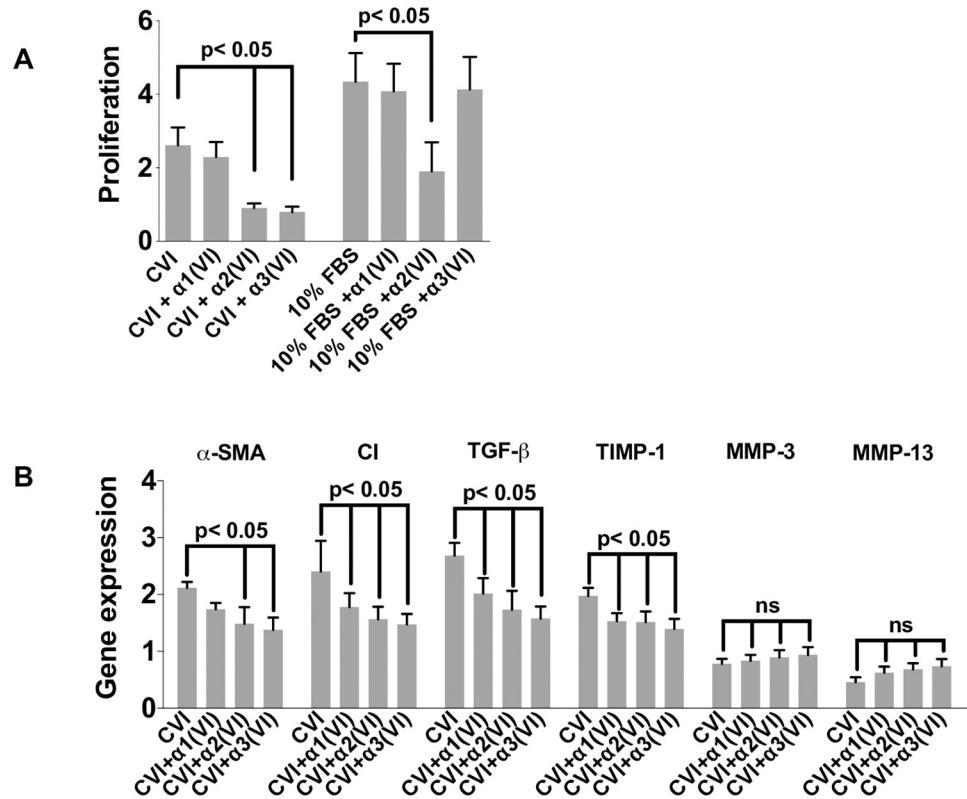 A
Proliferation
6
4
2
0
p< 0.05
p< 0.05
CVI
CVI + α1(VI)
CVI + α2(VI)
CVI + α3(VI)
10% FBS
10% FBS +α1(VI)
10% FBS +α2(VI)
10% FBS +α3(VI)
B
α-SMA CI TGF-β TIMP-1 MMP-3 MMP-13
Gene expression
4
3
2
1
0
p< 0.05
p< 0.05
p< 0.05
p< 0.05
ns
ns
CVI
CVI+α1(VI)
CVI+α2(VI)
CVI+α3(VI)
CVI
CVI+α1(VI)
CVI+α2(VI)
CVI+α3(VI)
CVI
CVI+α1(VI)
CVI+α2(VI)
CVI+α3(VI)
CVI
CVI+α1(VI)
CVI+α2(VI)
CVI+α3(VI)
CVI
CVI+α1(VI)
CVI+α2(VI)
CVI+α3(VI)
CVI
CVI+α1(VI)
CVI+α2(VI)
CVI+α3(VI)